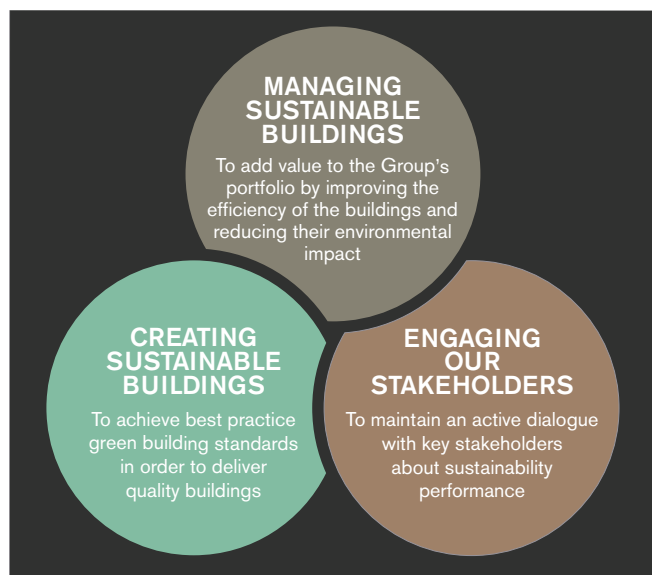 MANAGING
SUSTAINABLE
BUILDINGS
To add value to the Group's
portfolio by improving the
efficiency of the buildings and
reducing their environmental
impact
CREATING
SUSTAINABLE
BUILDINGS
To achieve best practice
green building standards
in order to deliver
quality buildings
ENGAGING
OUR
STAKEHOLDERS
To maintain an active dialogue
with key stakeholders
about sustainability
performance